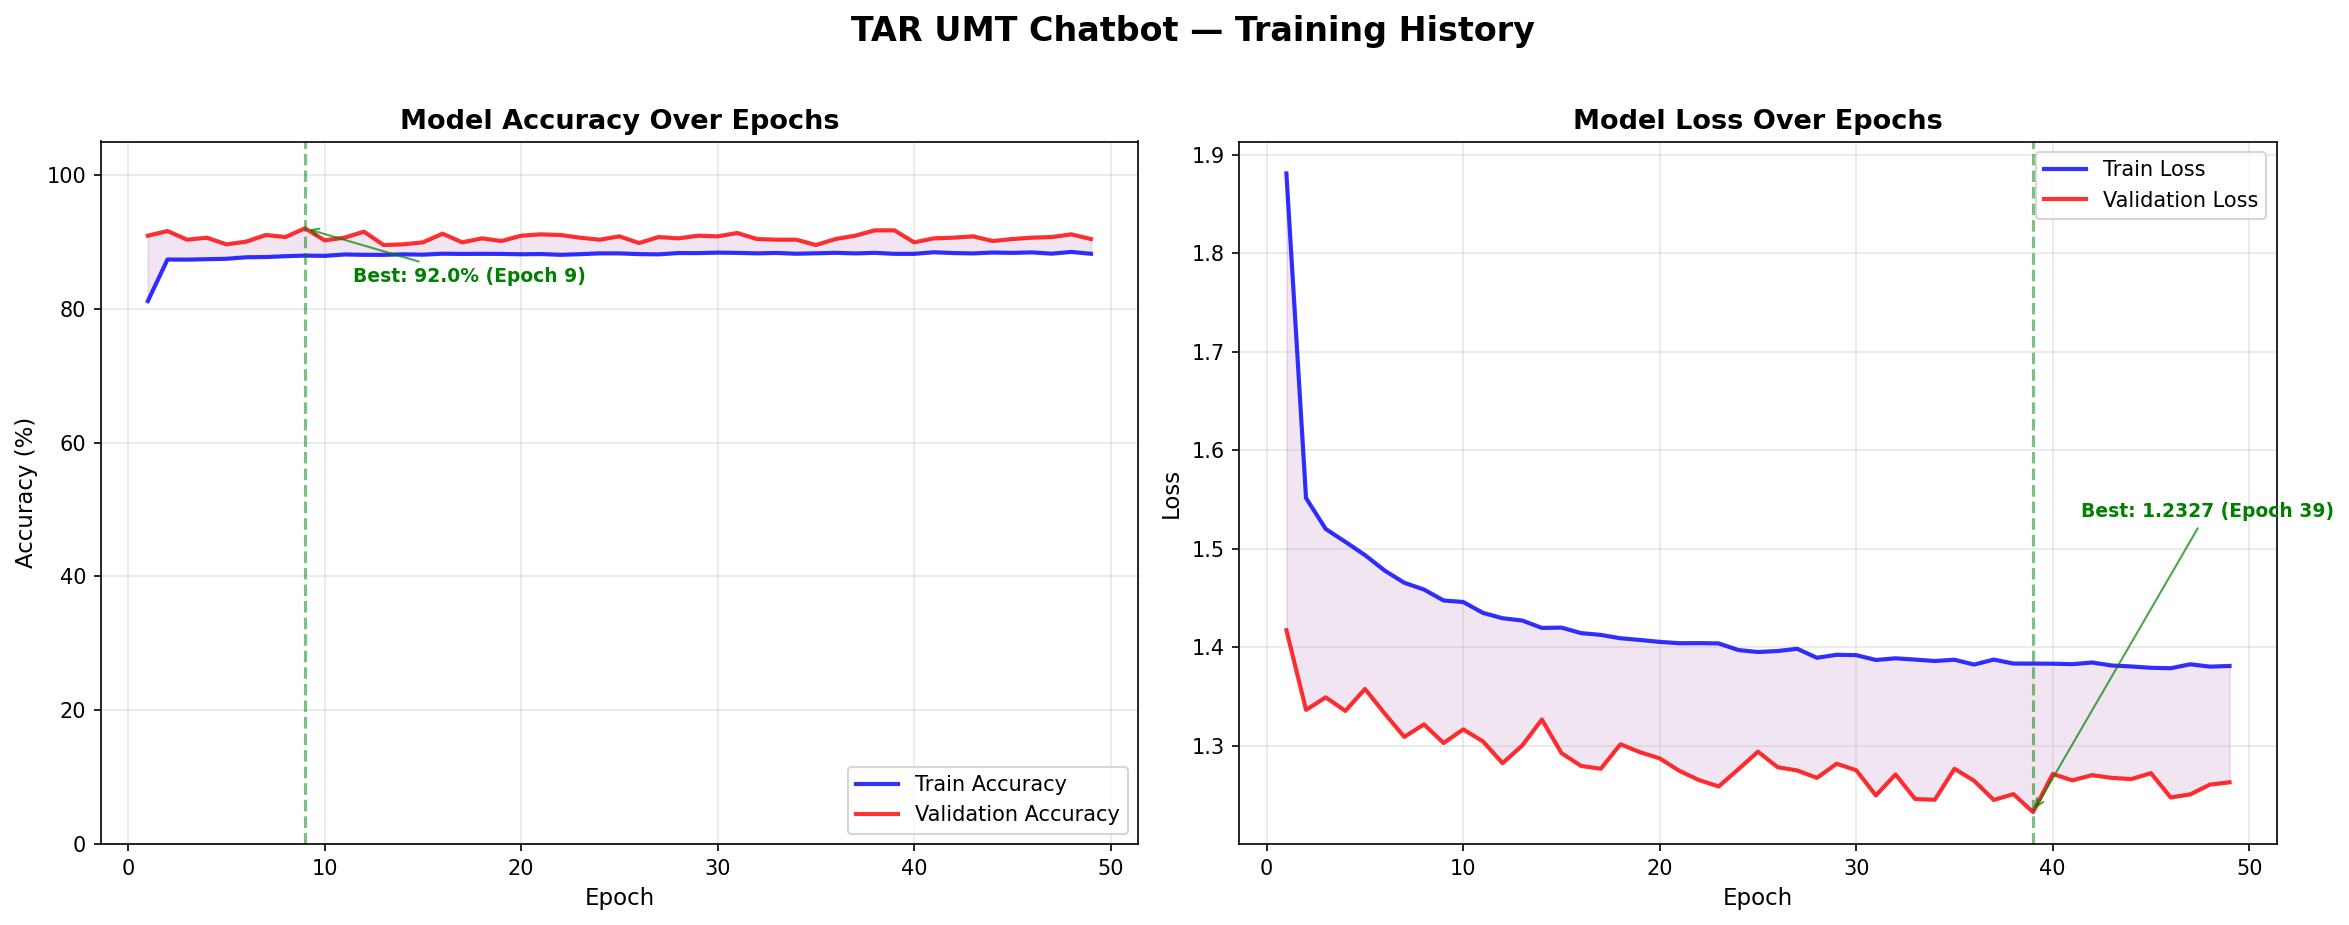 TAR UMT Chatbot — Training History
Model Accuracy Over Epochs
Accuracy (%)
100
80
60
40
20
0
Best: 92.0% (Epoch 9)
Train Accuracy
Validation Accuracy
0 10 20 30 40 50
Epoch
Model Loss Over Epochs
Loss
1.9
1.8
1.7
1.6
1.5
1.4
1.3
Train Loss
Validation Loss
Best: 1.2327 (Epoch 39)
0 10 20 30 40 50
Epoch